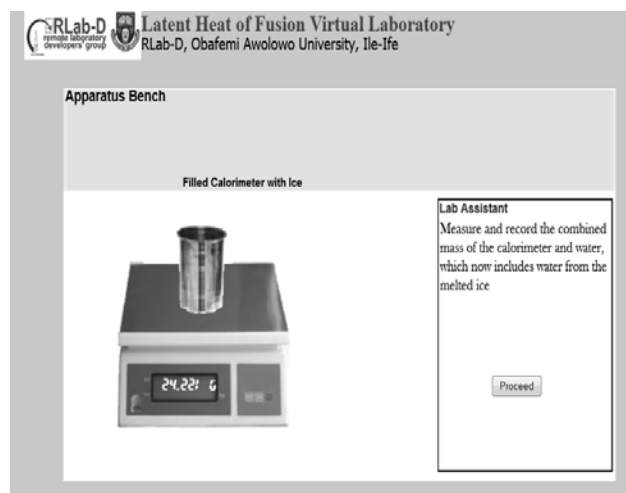 RLab-D
remote laboratory
developers' group
Latent Heat of Fusion Virtual Laboratory
RLab-D, Obafemi Awolowo University, Ile-Ife
Apparatus Bench
Filled Calorimeter with Ice
Lab Assistant
Measure and record the combined
mass of the calorimeter and water,
which now includes water from the
melted ice
Proceed